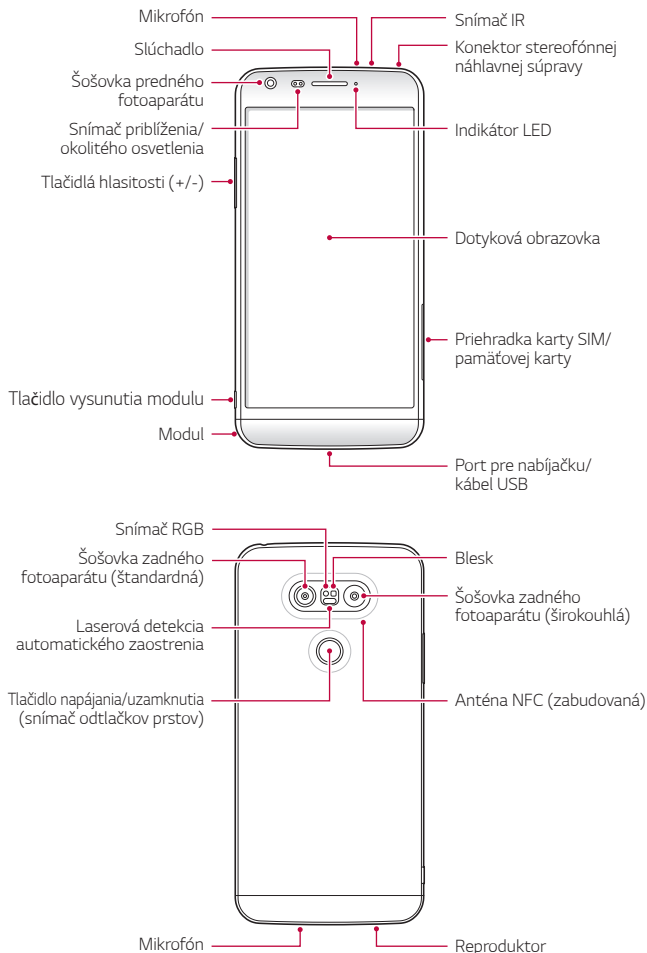 Mikrofón
Slúchadlo
Šošovka predného
fotoaparátu
Snímač priblíženia/
okolitého osvetlenia
Tlačidlá hlasitosti (+/-)
Tlačidlo vysunutia modulu
Modul
Snímač IR
Konektor stereofónnej
náhlavnej súpravy
Indikátor LED
Dotyková obrazovka
Priehradka karty SIM/
pamäťovej karty
Port pre nabíjačku/
kábel USB
Snímač RGB
Šošovka zadného
fotoaparátu (štandardná)
Laserová detekcia
automatického zaostrenia
Tlačidlo napájania/uzamknutia
(snímač odtlačkov prstov)
Mikrofón
Blesk
Šošovka zadného
fotoaparátu (širokouhlá)
Anténa NFC (zabudovaná)
Reproduktor